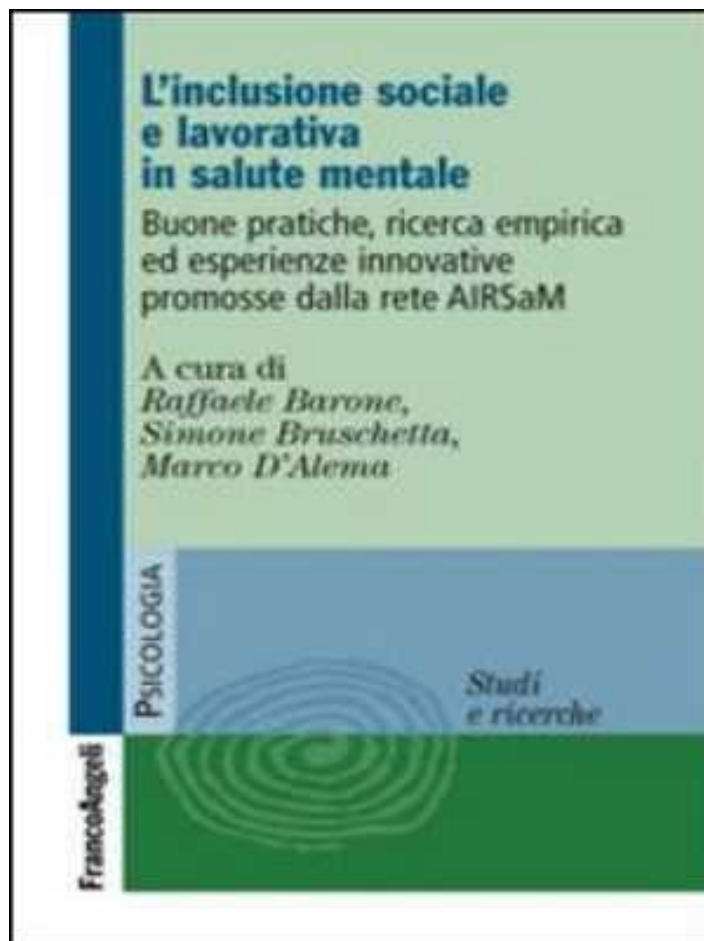 L'inclusione sociale
e lavorativa
in salute mentale
Buone pratiche, ricerca empirica
ed esperienze innovative
promosse dalla rete AIRSaM
A cura di
Raffaele Barone,
Simone Bruschetta,
Marco D'Alema
PSICOLOGIA
Studi
e ricerche
FrancoAngeli